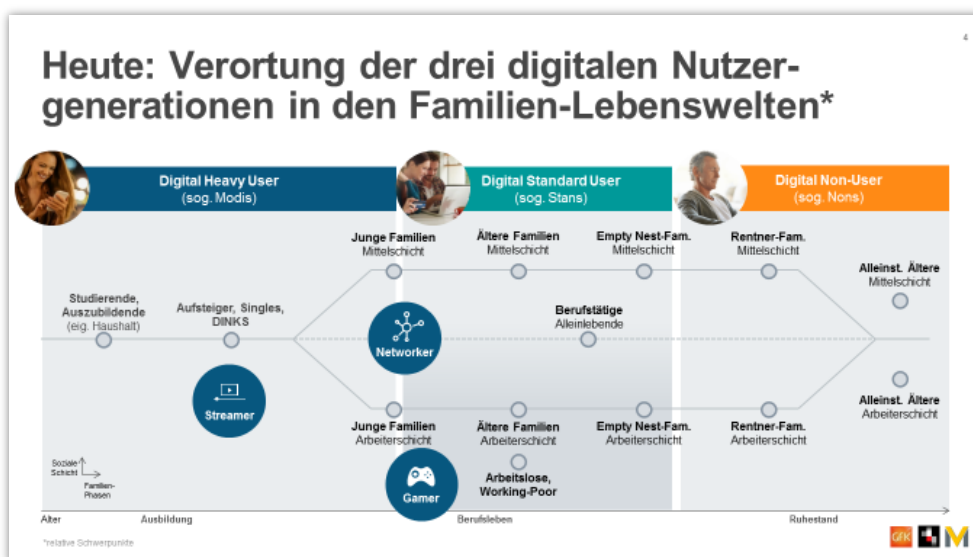 4
Heute: Verortung der drei digitalen Nutzer-
generationen in den Familien-Lebenswelten*
Digital Heavy User
(sog. Modis)
Digital Standard User
(sog. Stans)
Digital Non-User
(sog. Nons)
Junge Familien
Mittelschicht
Ältere Familien
Mittelschicht
Empty Nest-Fam.
Mittelschicht
Rentner-Fam.
Mittelschicht
Alleinst. Ältere
Mittelschicht
Studierende,
Auszubildende
(eig. Haushalt)
Aufsteiger, Singles,
DINKS
Networker
Berufstätige
Alleinlebende
Streamer
Junge Familien
Arbeiterschicht
Ältere Familien
Arbeiterschicht
Empty Nest-Fam.
Arbeiterschicht
Rentner-Fam.
Arbeiterschicht
Alleinst. Ältere
Arbeiterschicht
Gamer
Arbeitslose,
Working-Poor
Soziale
Schicht
Familien-
Phasen
Alter
Ausbildung
Berufsleben
Ruhestand
*relative Schwerpunkte
GfK